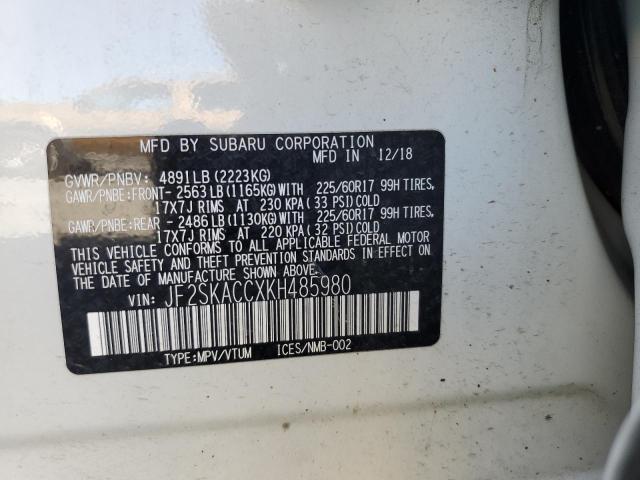 MFD BY SUBARU CORPORATION
MFD IN 12/18
GVWR/PNBV: 4891LB(2223KG)
GAWR/PNBE:FRONT- 2563LB(1165KG)WITH 225/60R17 99H TIRES,
17X7J RIMS AT 230 KPA(33 PSI)COLD
GAWR/PNBE:REAR -2486LB(1130KG)WITH 225/60R17 99H TIRES,
17X7J RIMS AT 220 KPA(32 PSI)COLD
THIS VEHICLE CONFORMS TO ALL APPLICABLE FEDERAL MOTOR
VEHICLE SAFETY AND THEFT PREVENTION STANDARDS IN EFFECT ON
THE DATE OF MANUFACTURE SHOWN ABOVE.
VIN: JF2SKACCXKH485980
TYPE:MPV/VTUM ICES/NMB-002